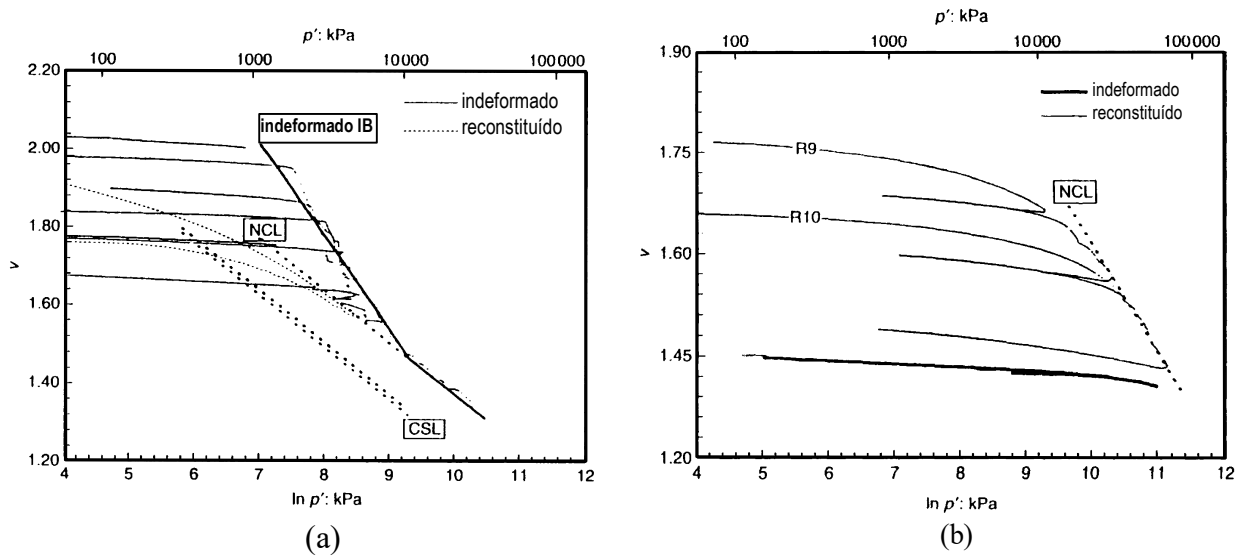 p′: kPa
100 1000 10000 100000
2.20
2.00
1.80
1.60
1.40
1.20
v
indeformado
reconstituído
indeformado IB
NCL
CSL
4 5 6 7 8 9 10 11 12
ln p′: kPa
(a)
p′: kPa
100 1000 10000 100000
1.90
1.75
1.60
1.45
1.20
v
indeformado
reconstituído
R9
NCL
R10
4 5 6 7 8 9 10 11 12
ln p′: kPa
(b)